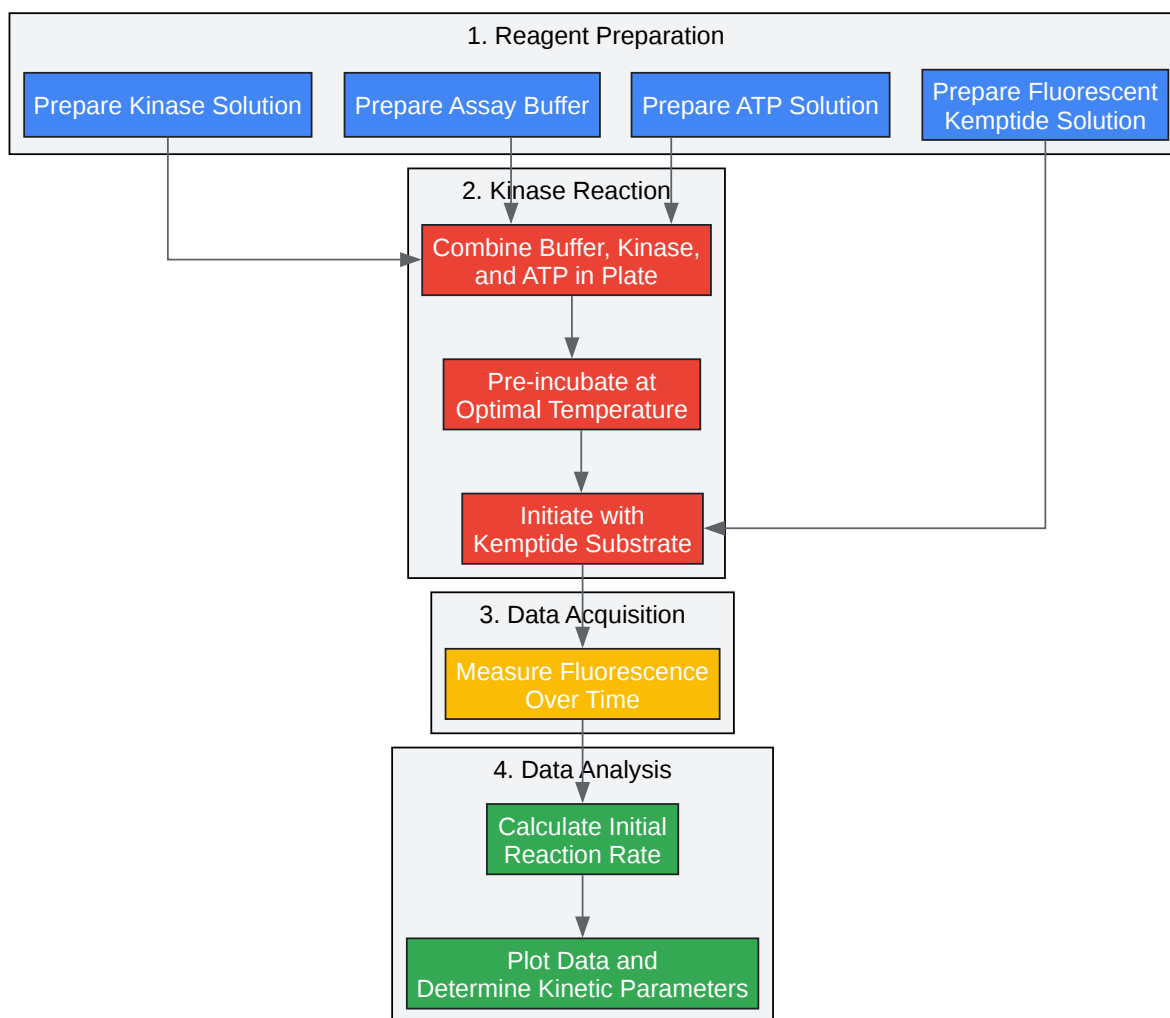 1. Reagent Preparation
Prepare Kinase Solution
Prepare Assay Buffer
Prepare ATP Solution
Prepare Fluorescent
Kemptide Solution
2. Kinase Reaction
Combine Buffer, Kinase,
and ATP in Plate
Pre-incubate at
Optimal Temperature
Initiate with
Kemptide Substrate
3. Data Acquisition
Measure Fluorescence
Over Time
4. Data Analysis
Calculate Initial
Reaction Rate
Plot Data and
Determine Kinetic Parameters